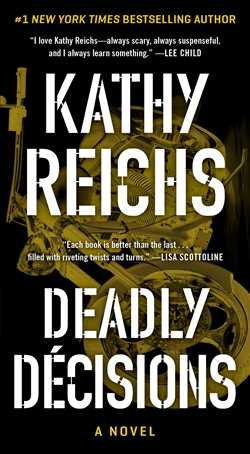 #1 NEW YORK TIMES BESTSELLING AUTHOR
“I love Kathy Reichs—always scary, always suspenseful,
and I always learn something.” —LEE CHILD
KATHY
REICHS
“Each book is better than the last . . .
filled with riveting twists and turns.” —LISA SCOTTOLINE
DEADLY
DÉCISIONS
A NOVEL